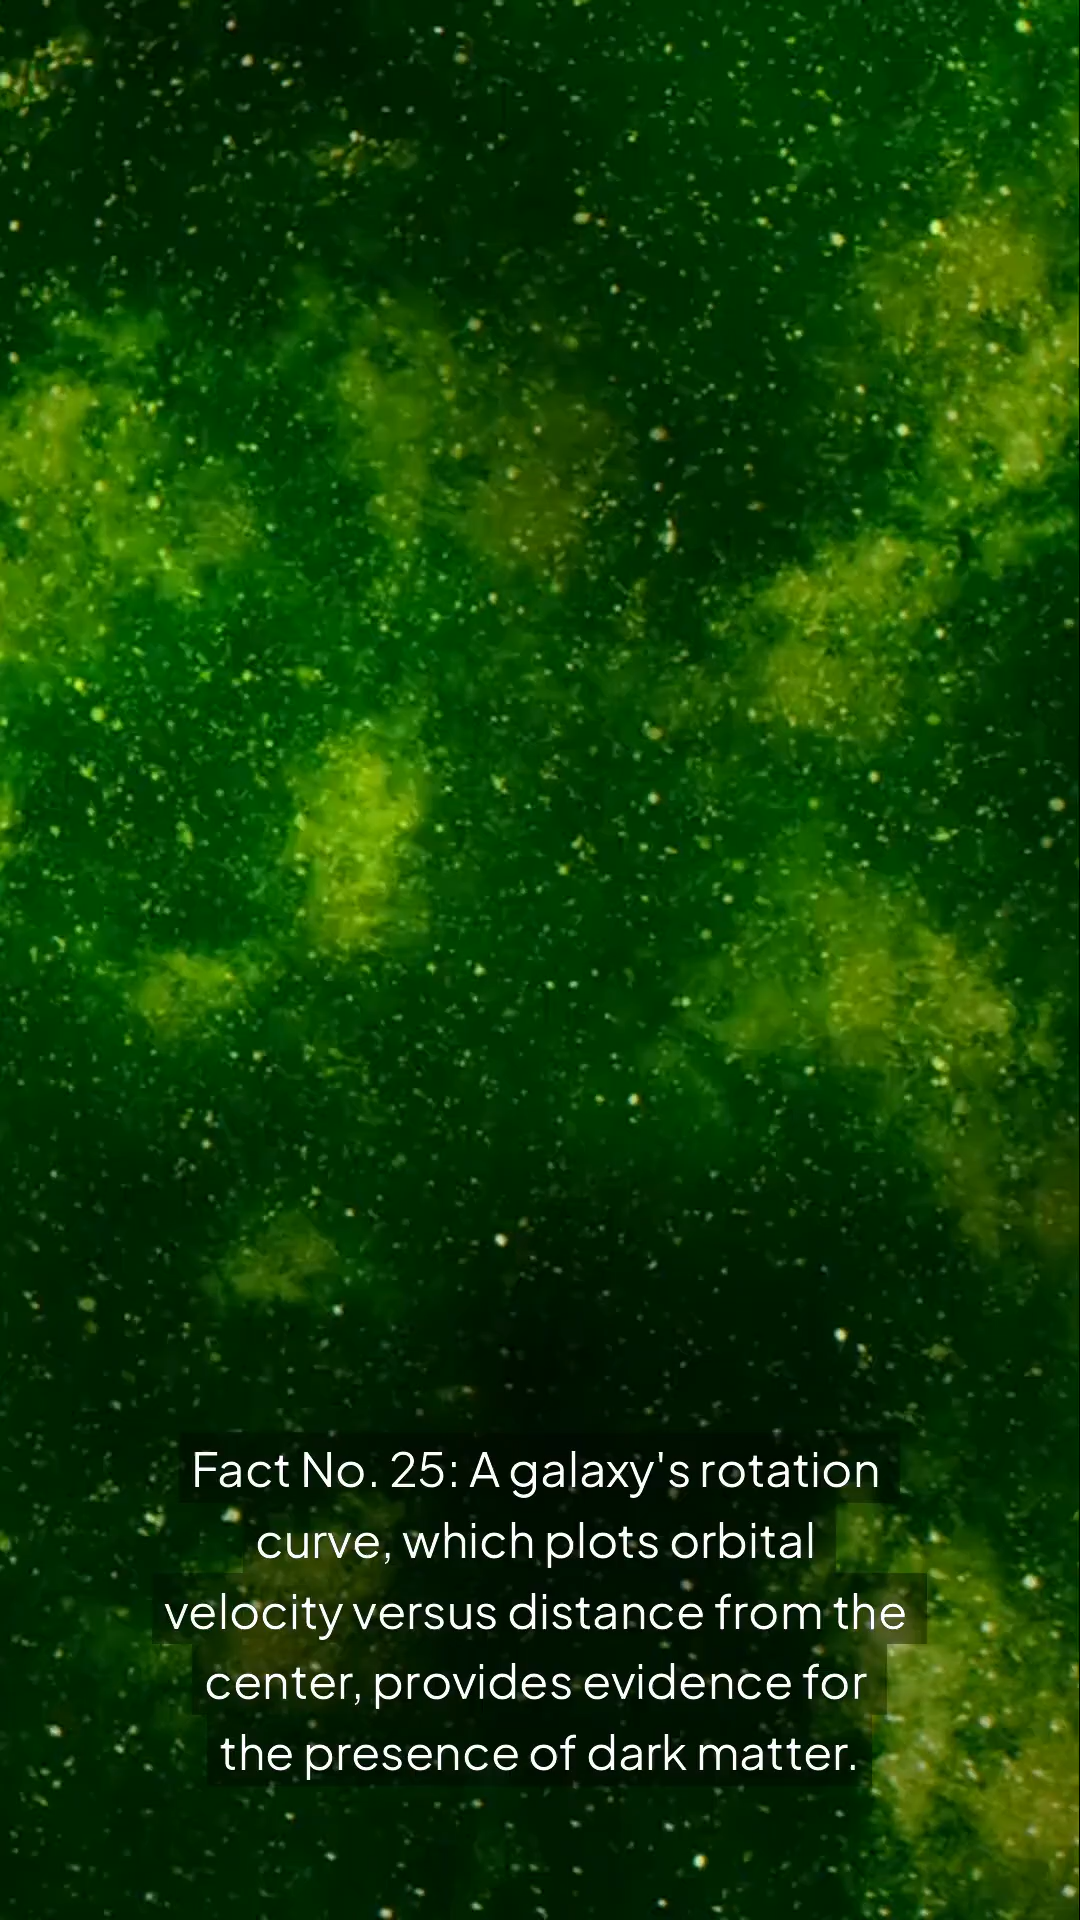 Fact No. 25: A galaxy's rotation
curve, which plots orbital
velocity versus distance from the
center, provides evidence for
the presence of dark matter.